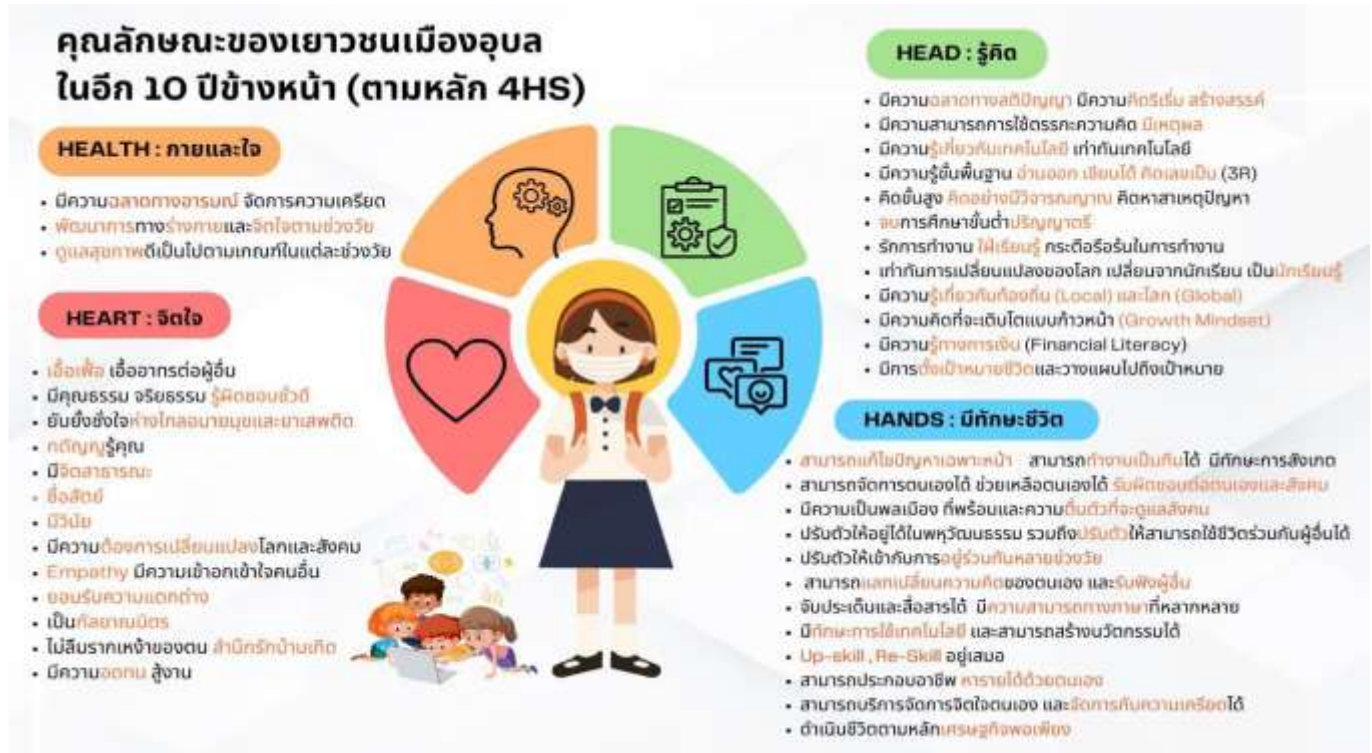 คุณลักษณะของเยาวชนเมืองอุบล
ในอีก 10 ปีข้างหน้า (ตามหลัก 4HS)
HEALTH : กายและใจ
• มีความฉลาดทางอารมณ์ จัดการความเครียด
• พัฒนาการทางร่างกายและจิตใจตามช่วงวัย
• ดูแลสุขภาพดีเป็นไปตามเกณฑ์ในแต่ละช่วงวัย
HEART : จิตใจ
• เอื้อเฟื้อ เอื้ออาทรต่อผู้อื่น
• มีคุณธรรม จริยธรรม รู้ผิดชอบชั่วดี
• ยับยั้งชั่งใจห่างไกลอบายมุขและยาเสพติด
• กตัญญูรู้คุณ
• มีจิตสาธารณะ
• ซื่อสัตย์
• มีวินัย
• มีความต้องการเปลี่ยนแปลงโลกและสังคม
• Empathy มีความเข้าอกเข้าใจคนอื่น
• ยอมรับความแตกต่าง
• เป็นกัลยาณมิตร
• ไม่ลืมรากเหง้าของตน สำนึกรักบ้านเกิด
• มีความอดทน สู้งาน
HEAD : รู้คิด
• มีความฉลาดทางสติปัญญา มีความคิดริเริ่ม สร้างสรรค์
• มีความสามารถการใช้ตรรกะความคิด มีเหตุผล
• มีความรู้เกี่ยวกับเทคโนโลยี เท่าทันเทคโนโลยี
• มีความรู้ขั้นพื้นฐาน อ่านออก เขียนได้ คิดเลขเป็น (3R)
• คิดขั้นสูง คิดอย่างมีวิจารณญาณ คิดหาสาเหตุปัญหา
• จบการศึกษาขั้นต่ำปริญญาตรี
• รักการทำงาน ใฝ่เรียนรู้ กระตือรือร้นในการทำงาน
• เท่าทันการเปลี่ยนแปลงของโลก เปลี่ยนจากนักเรียน เป็นนักเรียนรู้
• มีความรู้เกี่ยวกับท้องถิ่น (Local) และโลก (Global)
• มีความคิดที่จะเติบโตแบบก้าวหน้า (Growth Mindset)
• มีความรู้ทางการเงิน (Financial Literacy)
• มีการตั้งเป้าหมายชีวิตและวางแผนไปถึงเป้าหมาย
HANDS : มีทักษะชีวิต
• สามารถแก้ไขปัญหาเฉพาะหน้า สามารถทำงานเป็นทีมได้ มีทักษะการสังเกต
• สามารถจัดการตนเองได้ ช่วยเหลือตนเองได้ รับผิดชอบต่อตนเองและสังคม
• มีความเป็นพลเมือง ที่พร้อมและความตื่นตัวที่จะดูแลสังคม
• ปรับตัวให้อยู่ได้ในพหุวัฒนธรรม รวมถึงปรับตัวให้สามารถใช้ชีวิตร่วมกับผู้อื่นได้
• ปรับตัวให้เข้ากับการอยู่ร่วมกับหลายช่วงวัย
• สามารถแลกเปลี่ยนความคิดของตนเอง และรับฟังผู้อื่น
• จับประเด็นและสื่อสารได้ มีความสามารถทางภาษาที่หลากหลาย
• มีทักษะการใช้เทคโนโลยี และสามารถสร้างนวัตกรรมได้
• Up-skill , Re-Skill อยู่เสมอ
• สามารถประกอบอาชีพ หารายได้ด้วยตนเอง
• สามารถบริการจัดการจิตใจตนเอง และจัดการกับความเครียดได้
• ดำเนินชีวิตตามหลักเศรษฐกิจพอเพียง